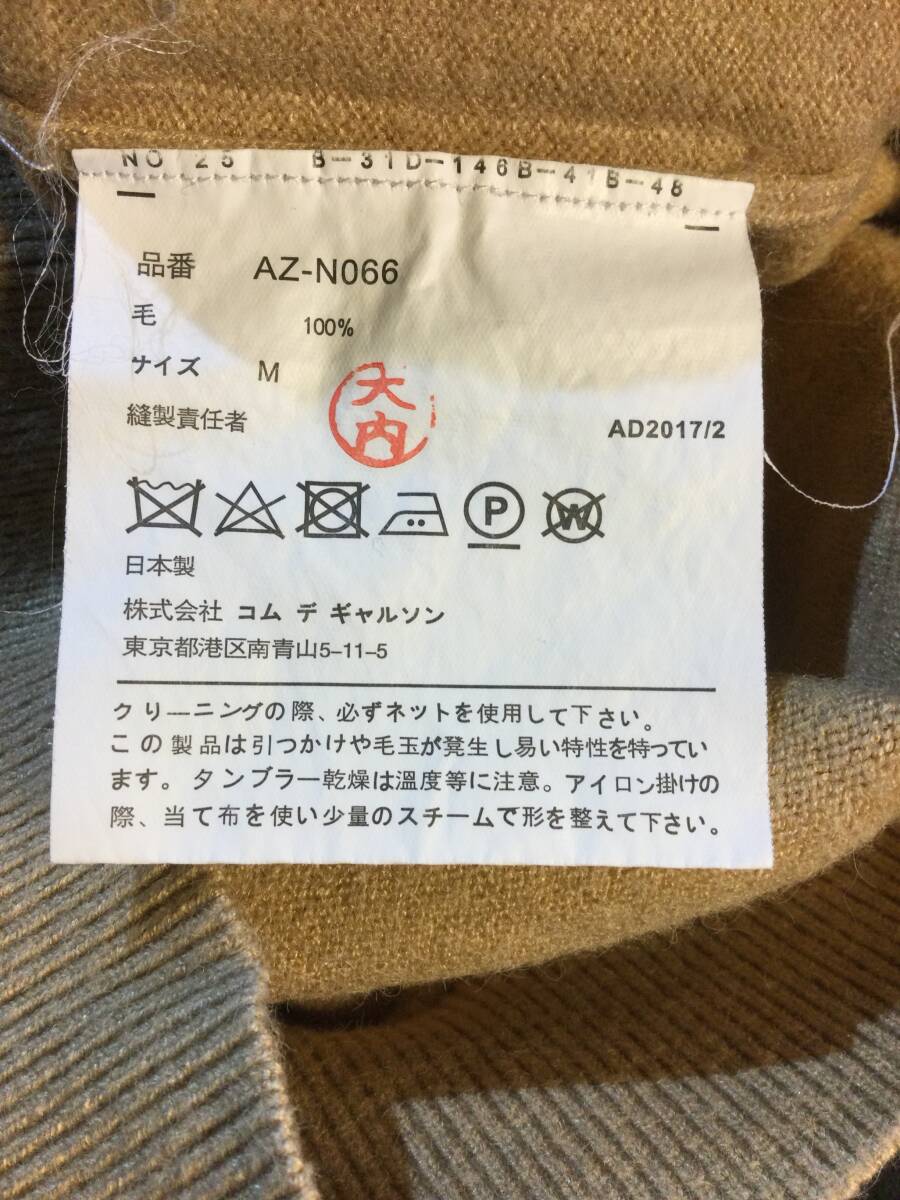 NO 25 B-31D-146B-41B-48
品番 AZ-N066
毛 100%
サイズ M
縫製責任者 大内 AD2017/2
P W
日本製
株式会社 コム デ ギャルソン
東京都港区南青山5-11-5
クり—ニングの際、必ずネットを使用して下さい。
この製品は引つかけや毛玉が凳生し易い特性を特ってい
ます。タンブラー乾燥は溫度等に注意。アイロン掛けの
際、当て布を使い少量のスチームで形を整えて下さい。